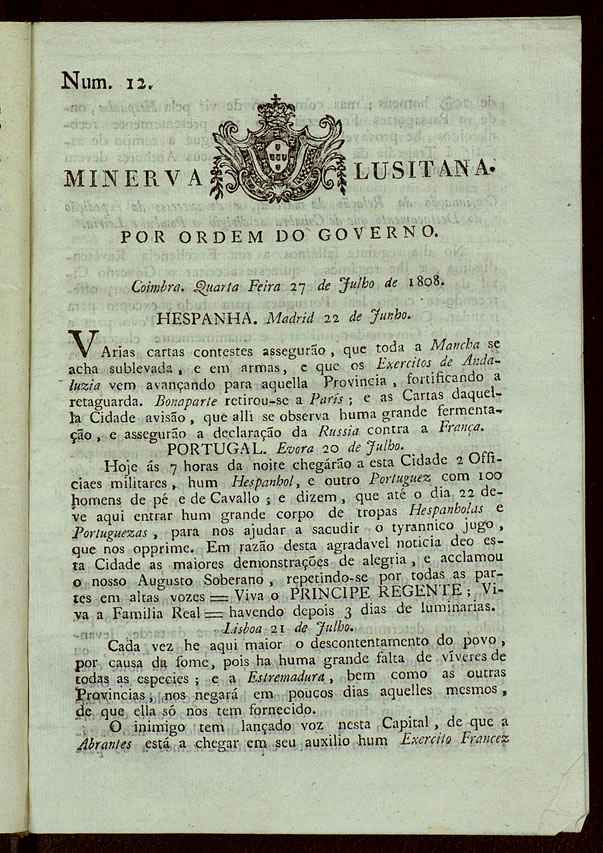 Num. 12.
MINERVA LUSITANA.
POR ORDEM DO GOVERNO.
Coimbra. Quarta Feira 27 de Julho de 1808.
HESPANHA. Madrid 22 de Junho.
VArias cartas contestes assegurão, que toda a Mancha se
acha sublevada, e em armas, e que os Exercitos de Anda-
luzia vem avançando para aquella Provincia, fortificando a
retaguarda. Bonaparte retirou-se a París; e as Cartas daquel-
la Cidade avisão, que alli se observa huma grande fermenta-
ção, e assegurão a declaração da Russia contra a França.
PORTUGAL. Evora 20 de Julho.
Hoje ás 7 horas da noite chegárão a esta Cidade 2 Offi-
ciaes militares, hum Hespanhol, e outro Portuguez com 100
homens de pé e de Cavallo; e dizem, que até o dia 22 de-
ve aqui entrar hum grande corpo de tropas Hespanholas e
Portuguezas, para nos ajudar a sacudir o tyrannico jugo,
que nos opprime. Em razão desta agradavel noticia deo es-
ta Cidade as maiores demonstrações de alegria, e acclamou
o nosso Augusto Soberano, repetindo-se por todas as par-
tes em altas vozes = Viva o PRINCIPE REGENTE; Vi-
va a Familia Real = havendo depois 3 dias de luminarias.
Lisboa 21 de Julho.
Cada vez he aqui maior o descontentamento do povo,
por causa da fome, pois ha huma grande falta de víveres de
todas as especies; e a Estremadura, bem como as outras
Provincias, nos negará em poucos dias aquelles mesmos,
de que ella só nos tem fornecido.
O inimigo tem lançado voz nesta Capital, de que a
Abrantes está a chegar em seu auxilio hum Exercito Francez